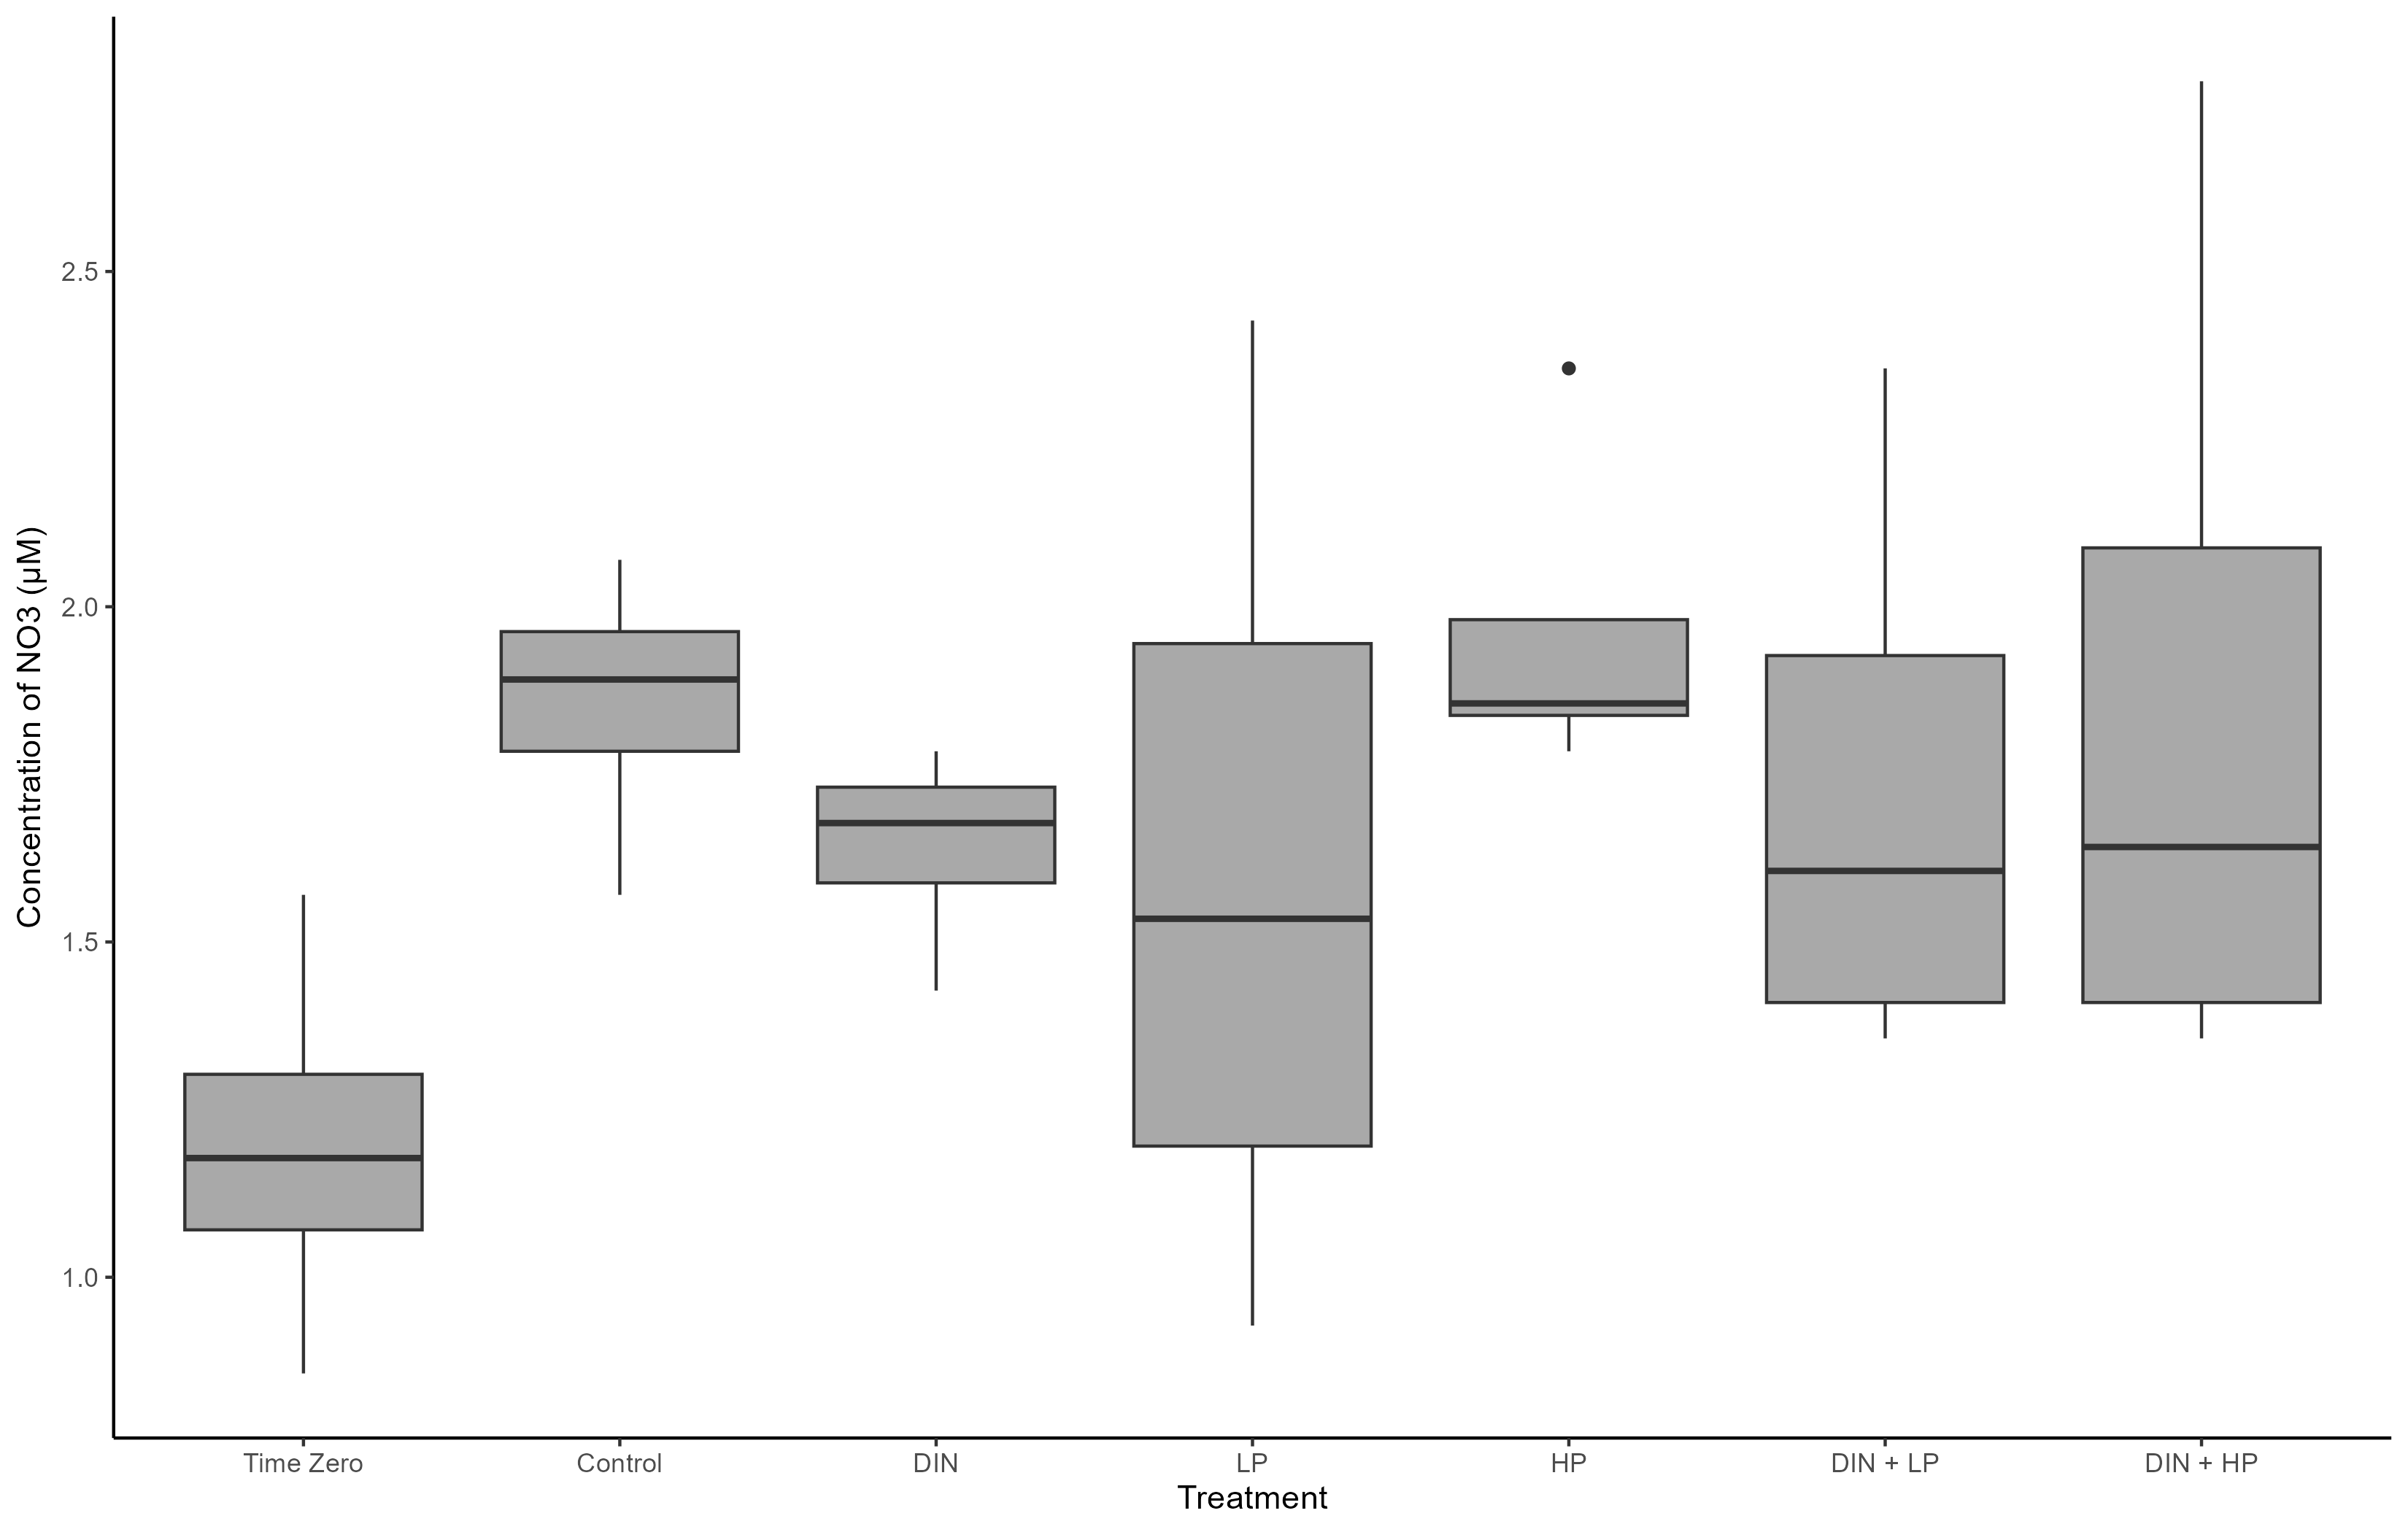 Concentration of NO3 (µM)
2.5
2.0
1.5
1.0
Time Zero Control DIN LP HP DIN + LP DIN + HP
Treatment